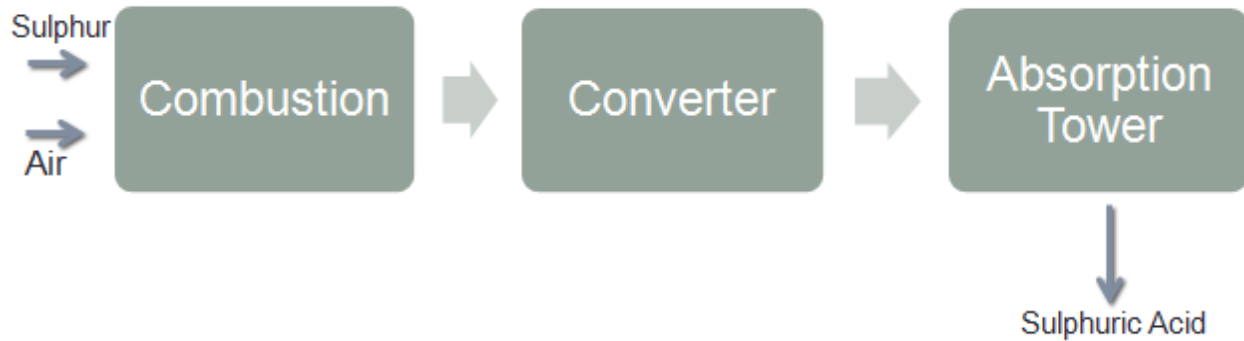 Sulphur
Air
Combustion
Converter
Absorption
Tower
Sulphuric Acid